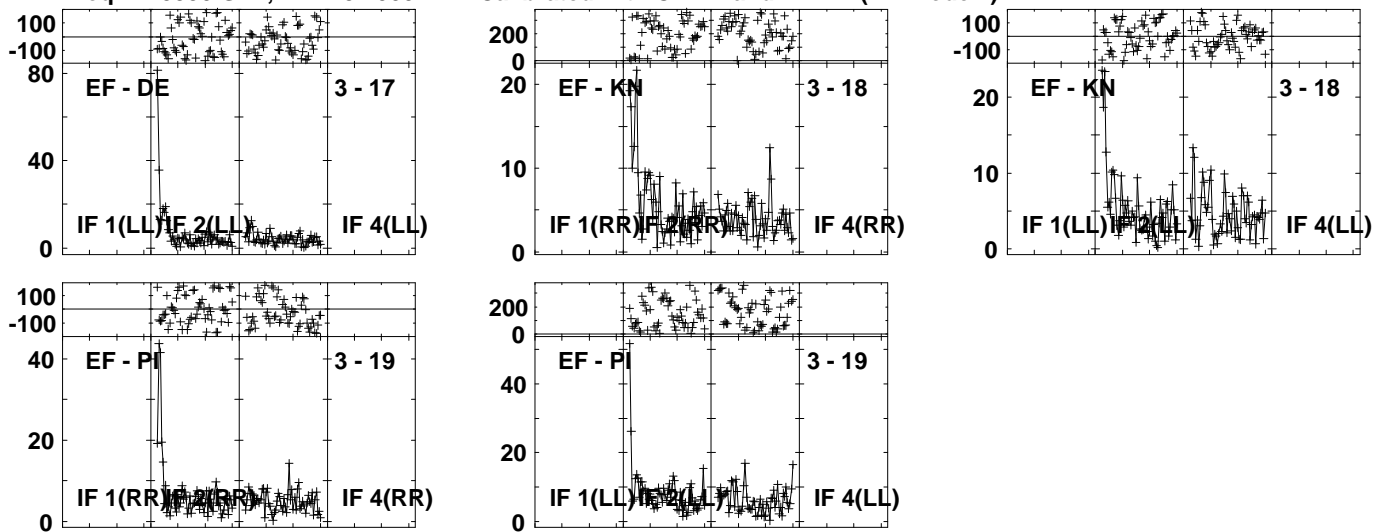 100
-100
80
40
0
EF - DE
3 - 17
IF 1(LL)
IF 2(LL)
IF 4(LL)
200
0
20
10
0
EF - KN
3 - 18
IF 1(RR)
IF 2(RR)
IF 4(RR)
100
-100
20
10
0
EF - KN
3 - 18
IF 1(LL)
IF 2(LL)
IF 4(LL)
100
-100
40
20
0
EF - PI
3 - 19
IF 1(RR)
IF 2(RR)
IF 4(RR)
200
0
40
20
10
0
EF - PI
3 - 19
IF 1(LL)
IF 2(LL)
IF 4(LL)